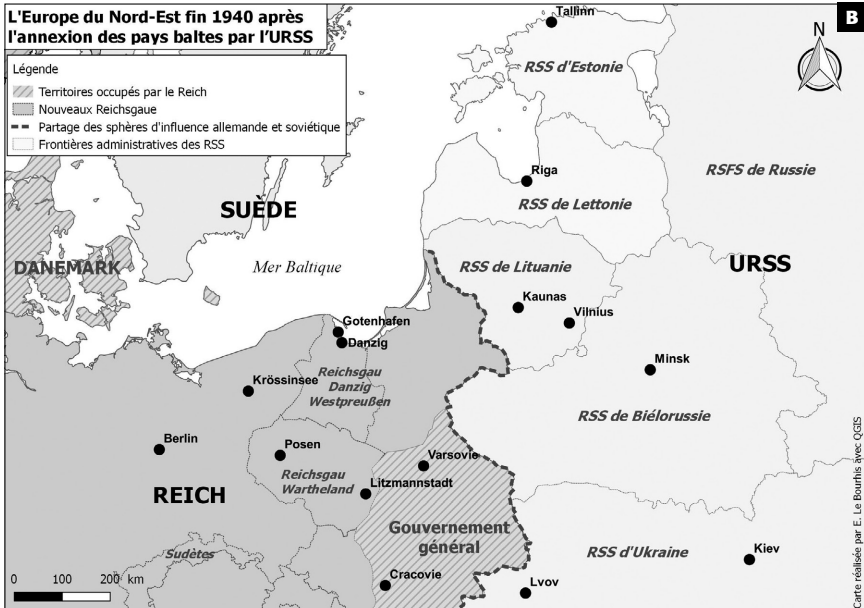 L'Europe du Nord-Est fin 1940 après
l'annexion des pays baltes par l'URSS
B
Légende
Territoires occupés par le Reich
Nouveaux Reichsgaue
Partage des sphères d'influence allemande et soviétique
Frontières administratives des RSS
N
Tallinn
RSS d'Estonie
Riga
RSS de Lettonie
RSFS de Russie
SUÈDE
DANEMARK
Mer Baltique
RSS de Lituanie
URSS
Kaunas
Vilnius
Gotenhafen
Danzig
Minsk
Krössinsee
Reichsgau
Danzig
Westpreußen
RSS de Biélorussie
Berlin
Posen
Varsovie
Reichsgau
Wartheland
Litzmannstadt
REICH
Gouvernement
général
Sudètes
RSS d'Ukraine
Kiev
Cracovie
Lvov
0 100 200 km
Carte réalisée par E. Le Bourhis avec QGIS